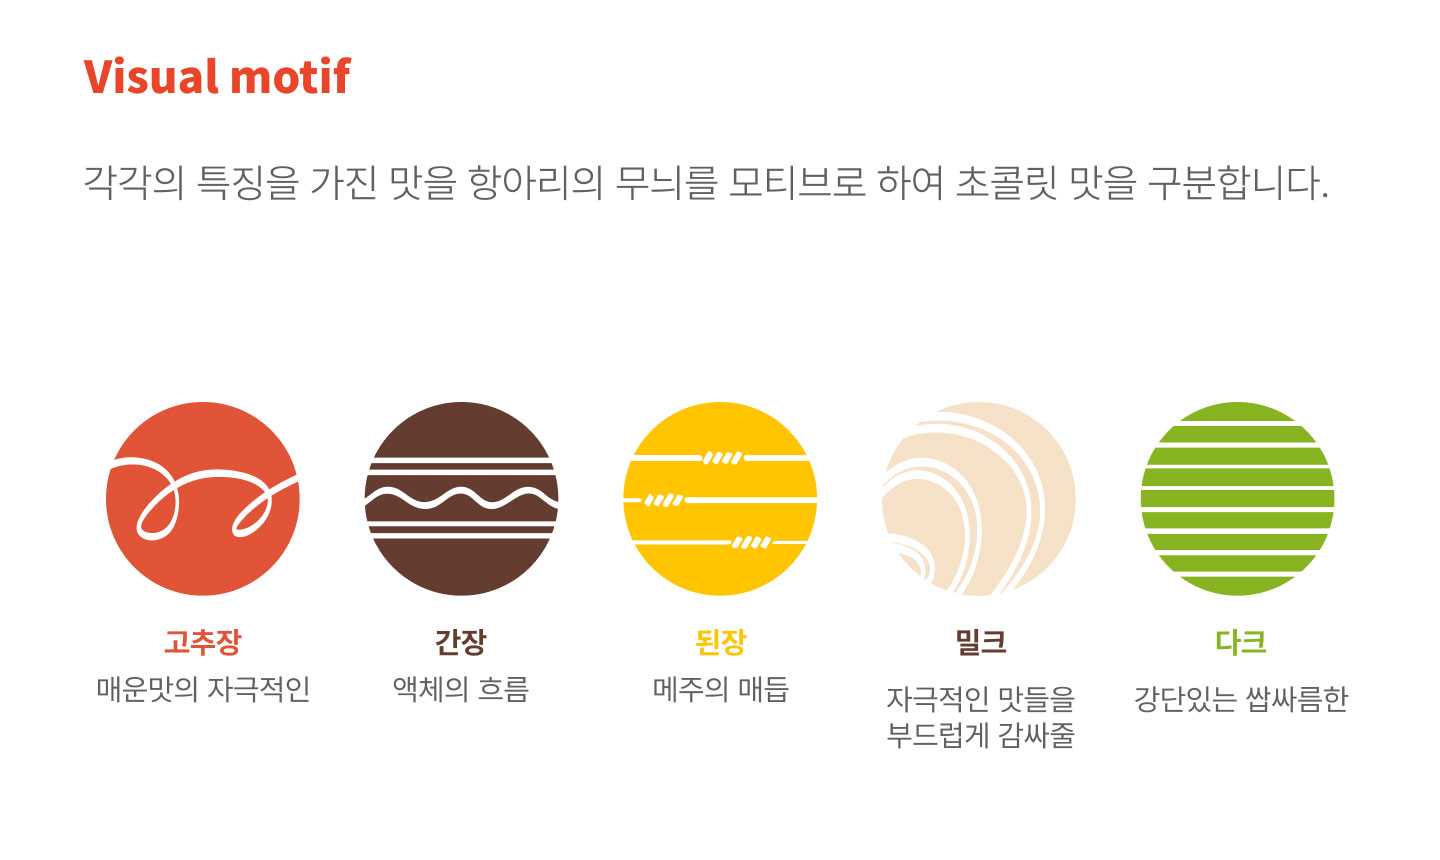 Visual motif
각각의 특징을 가진 맛을 항아리의 무늬를 모티브로 하여 초콜릿 맛을 구분합니다.
고추장
매운맛의 자극적인
간장
액체의 흐름
된장
메주의 매듭
밀크
자극적인 맛들을
부드럽게 감싸줄
다크
강단있는 쌉싸름한